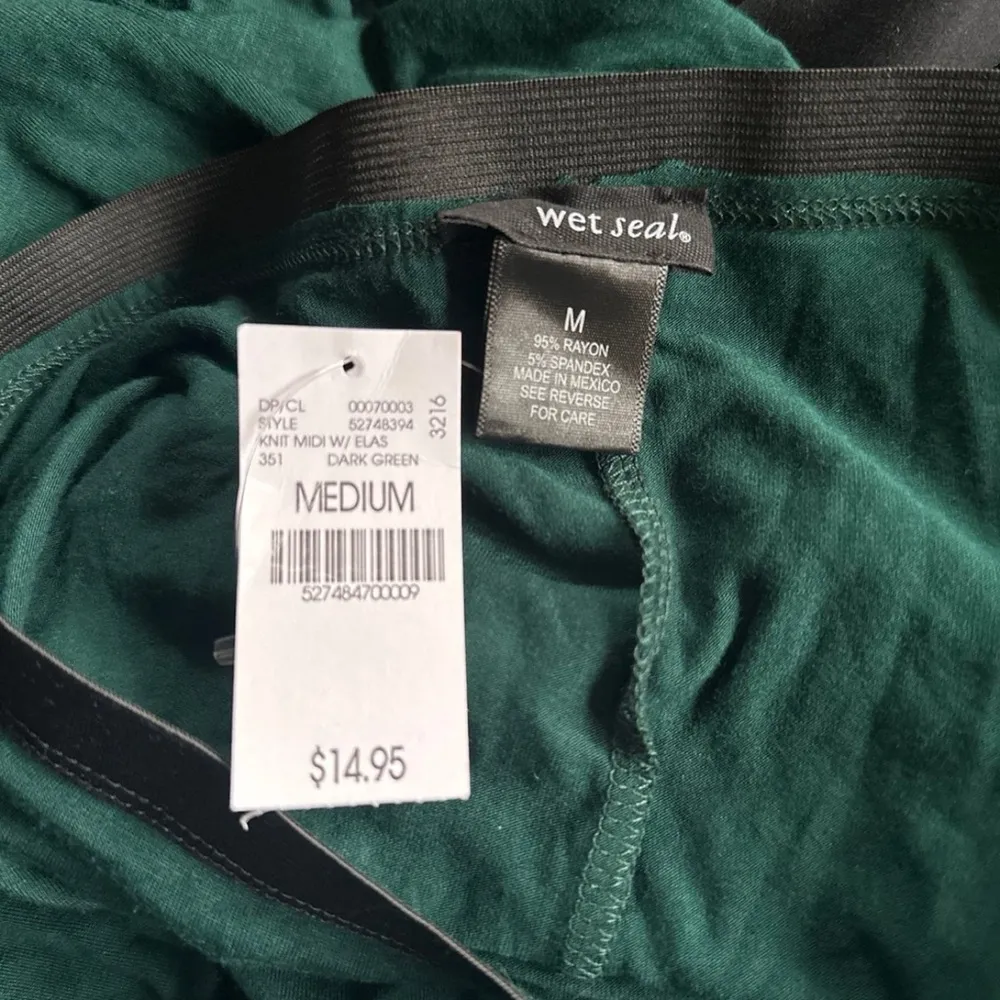 wet seal®
M
95% RAYON
5% SPANDEX
MADE IN MEXICO
SEE REVERSE
FOR CARE
DP/CL 00070003
STYLE 52748394
KNIT MIDI W/ ELAS
351 DARK GREEN
3216
MEDIUM
527484700009
$14.95